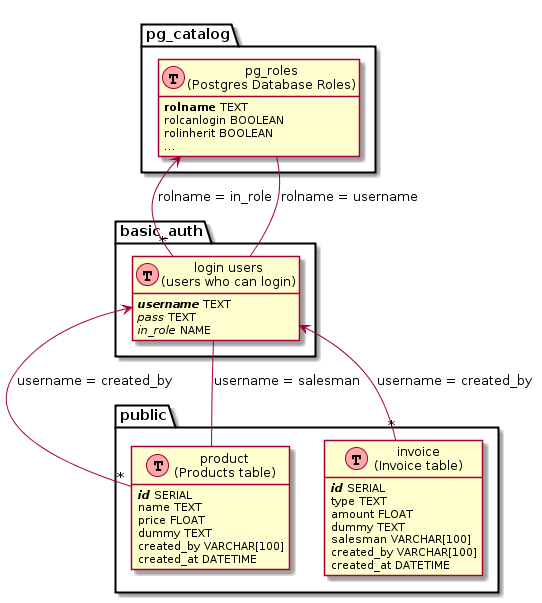 pg_catalog
T
pg_roles
(Postgres Database Roles)
rolname TEXT
rolcanlogin BOOLEAN
rolinherit BOOLEAN
...
rolname = in_role
rolname = username
*
basic_auth
T
login users
(users who can login)
username TEXT
pass TEXT
in_role NAME
username = created_by
username = salesman
username = created_by
*
*
public
T
product
(Products table)
id SERIAL
name TEXT
price FLOAT
dummy TEXT
created_by VARCHAR[100]
created_at DATETIME
T
invoice
(Invoice table)
id SERIAL
type TEXT
amount FLOAT
dummy TEXT
salesman VARCHAR[100]
created_by VARCHAR[100]
created_at DATETIME